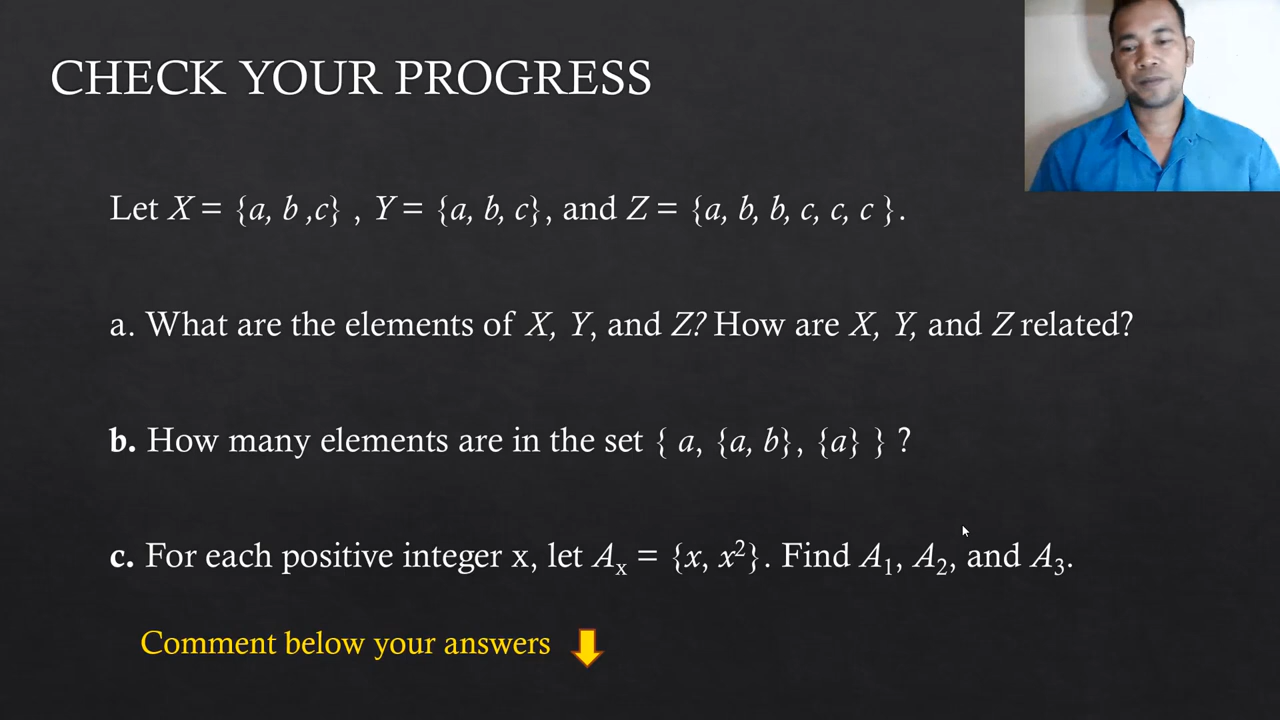 CHECK YOUR PROGRESS
Let X = {a, b ,c} , Y = {a, b, c}, and Z = {a, b, b, c, c, c }.
a. What are the elements of X, Y, and Z? How are X, Y, and Z related?
b. How many elements are in the set { a, {a, b}, {a} } ?
c. For each positive integer x, let Aₓ = {x, x²}. Find A₁, A₂, and A₃.
Comment below your answers